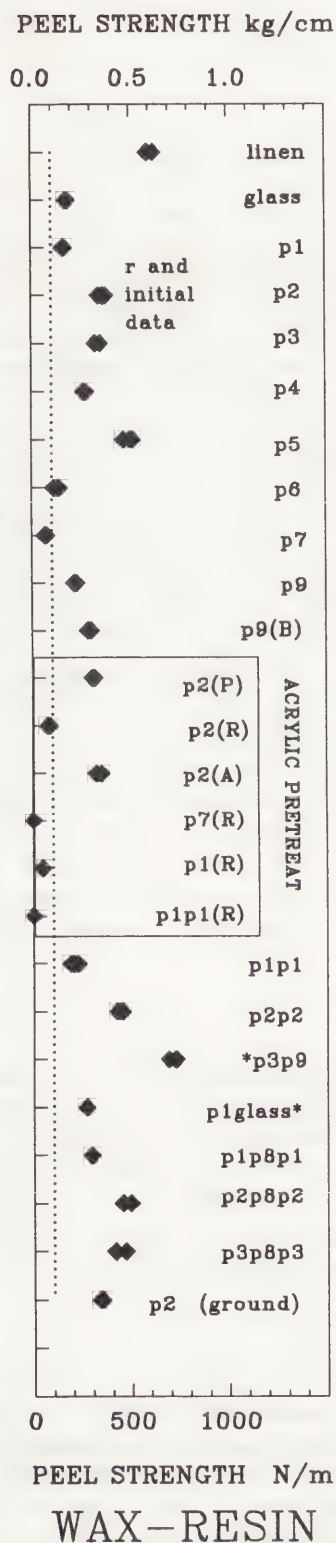 PEEL STRENGTH kg/cm
0.0 0.5 1.0
linen
glass
p1
r and
initial
data
p2
p3
p4
p5
p6
p7
p9
p9(B)
ACRYLIC PRETREAT
p2(P)
p2(R)
p2(A)
p7(R)
p1(R)
p1p1(R)
p1p1
p2p2
*p3p9
p1glass*
p1p8p1
p2p8p2
p3p8p3
p2 (ground)
0 500 1000
PEEL STRENGTH N/m
WAX-RESIN